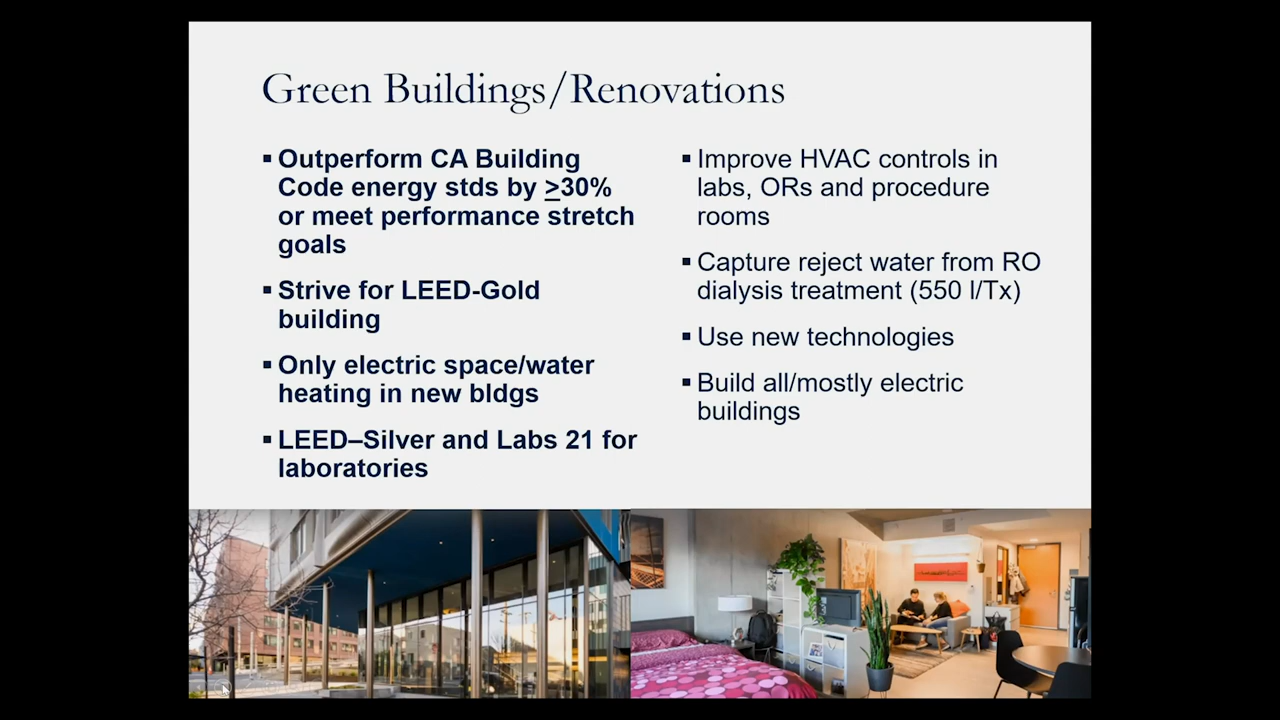 Green Buildings/Renovations
▪ Outperform CA Building
Code energy stds by ≥30%
or meet performance stretch
goals
▪ Strive for LEED-Gold
building
▪ Only electric space/water
heating in new bldgs
▪ LEED–Silver and Labs 21 for
laboratories
▪ Improve HVAC controls in
labs, ORs and procedure
rooms
▪ Capture reject water from RO
dialysis treatment (550 l/Tx)
▪ Use new technologies
▪ Build all/mostly electric
buildings